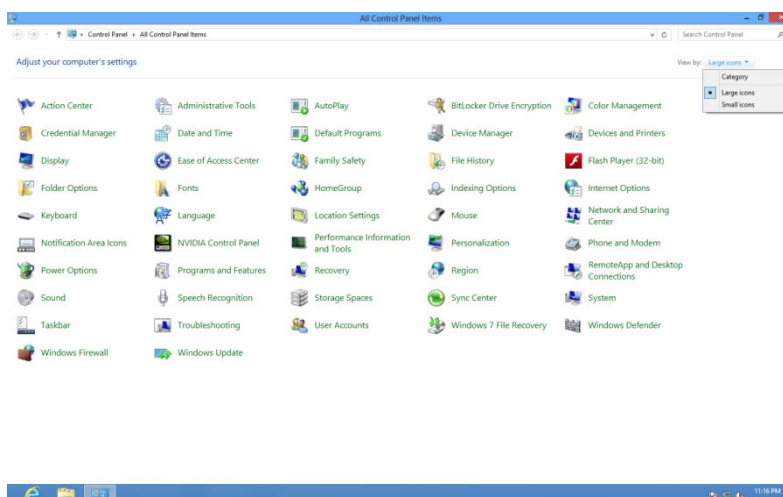 All Control Panel Items
Control Panel ▸ All Control Panel Items
Search Control Panel
Adjust your computer's settings
View by: Large icons
Category
Large icons
Small icons
Action Center
Administrative Tools
AutoPlay
BitLocker Drive Encryption
Color Management
Credential Manager
Date and Time
Default Programs
Device Manager
Devices and Printers
Display
Ease of Access Center
Family Safety
File History
Flash Player (32-bit)
Folder Options
Fonts
HomeGroup
Indexing Options
Internet Options
Keyboard
Language
Location Settings
Mouse
Network and Sharing
Center
Notification Area Icons
NVIDIA Control Panel
Performance Information
and Tools
Personalization
Phone and Modem
Power Options
Programs and Features
Recovery
Region
RemoteApp and Desktop
Connections
Sound
Speech Recognition
Storage Spaces
Sync Center
System
Taskbar
Troubleshooting
User Accounts
Windows 7 File Recovery
Windows Defender
Windows Firewall
Windows Update
11:16 PM